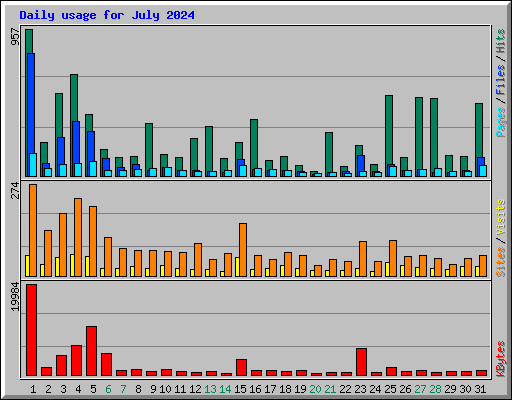 Daily usage for July 2024
957
Pages / Files / Hits
274
Sites / Visits
19984
KBytes
1 2 3 4 5 6 7 8 9 10 11 12 13 14 15 16 17 18 19 20 21 22 23 24 25 26 27 28 29 30 31